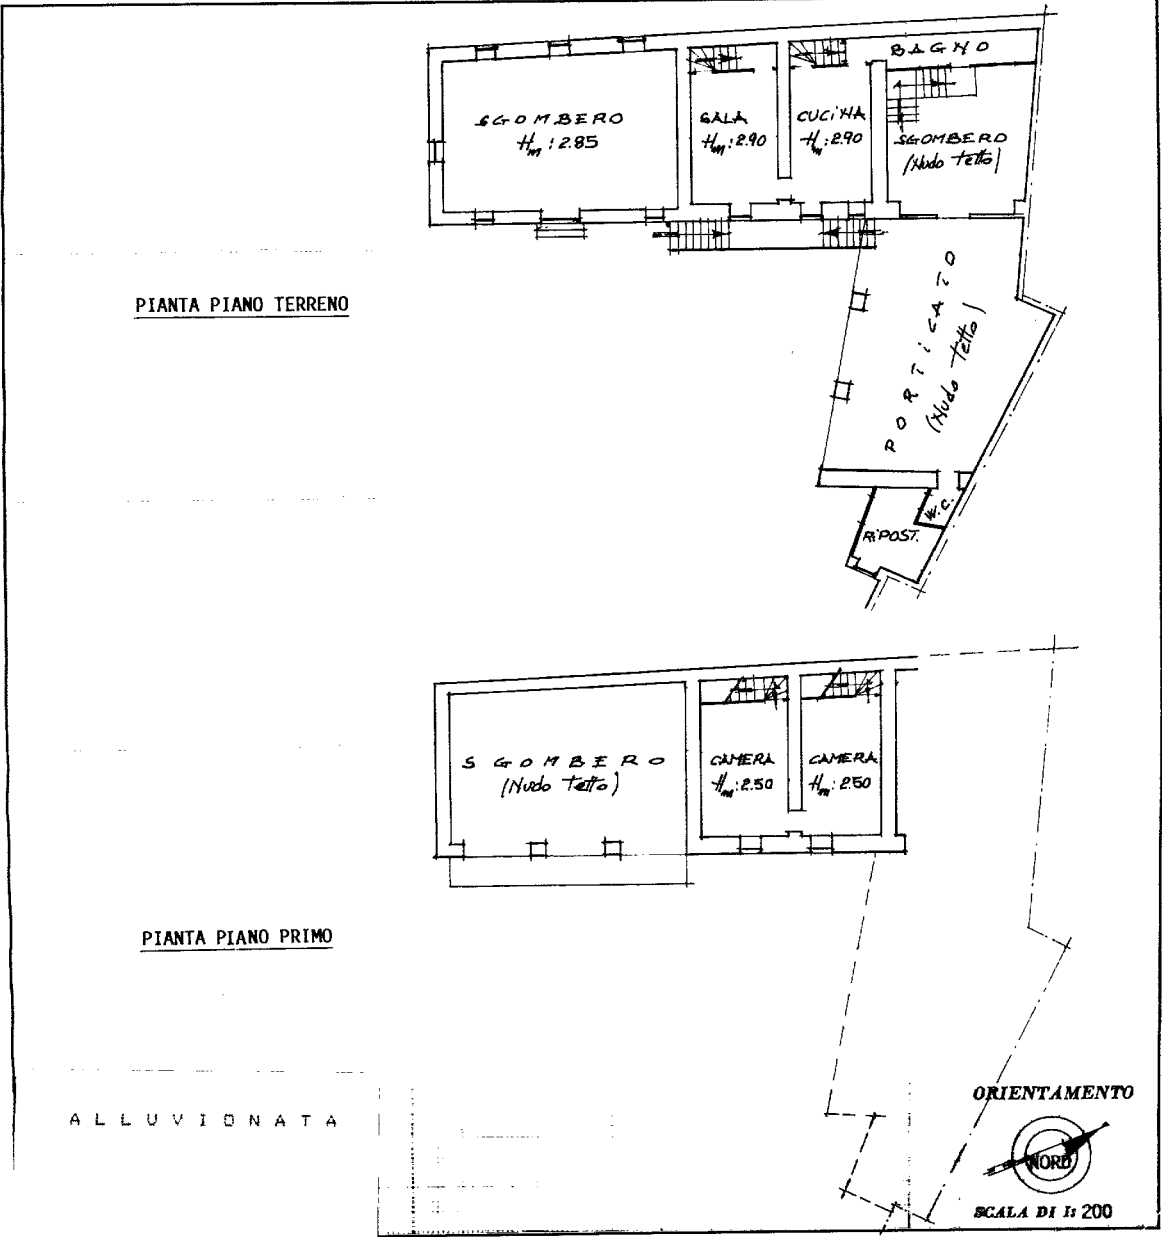 BAGNO
SGOMBERO
Hm: 2.85
SALA
Hm: 2.90
CUCiNA
Hm: 2.90
SGOMBERO
(Nudo tetto)
PIANTA PIANO TERRENO
PORTiCATO
(Nudo tetto)
W.C.
RiPOST.
SGOMBERO
(Nudo tetto)
CAMERA
Hm: 2.50
CAMERA
Hm: 2.50
PIANTA PIANO PRIMO
ALLUVIONATA
ORIENTAMENTO
NORD
SCALA DI 1: 200